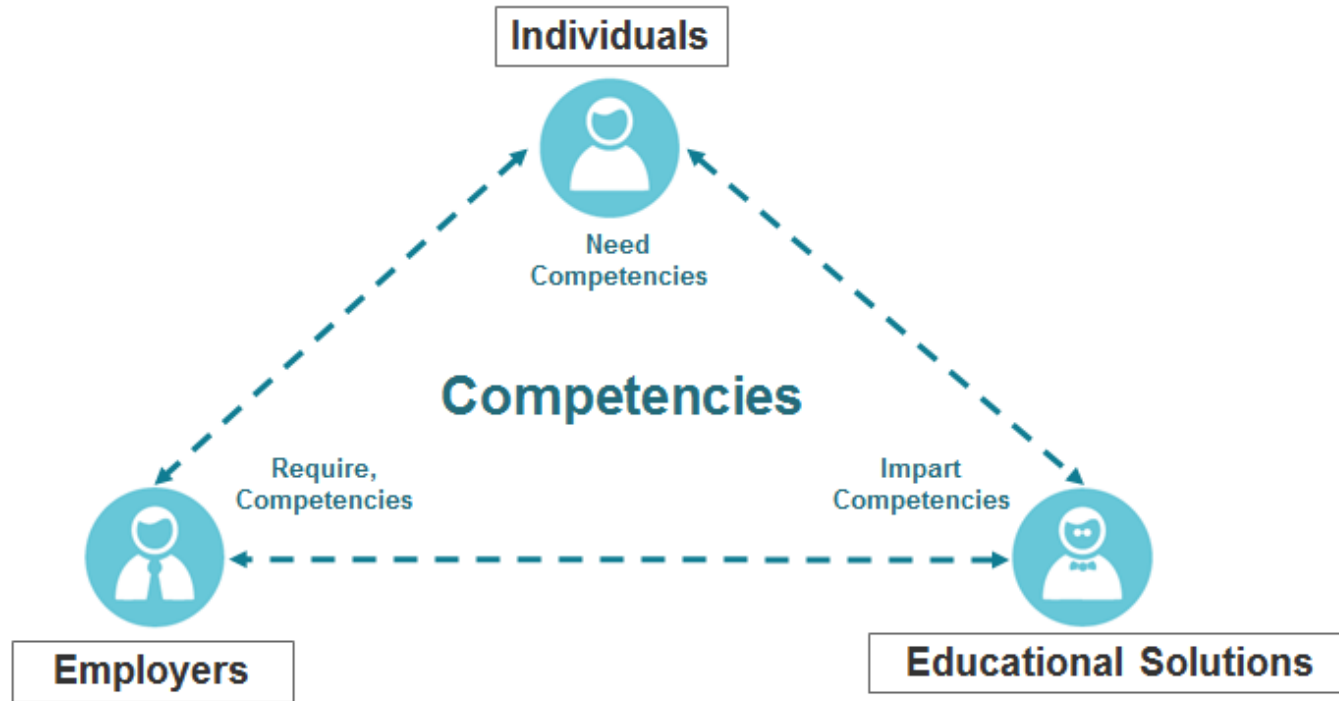 Individuals
Need
Competencies
Competencies
Require,
Competencies
Impart
Competencies
Employers
Educational Solutions